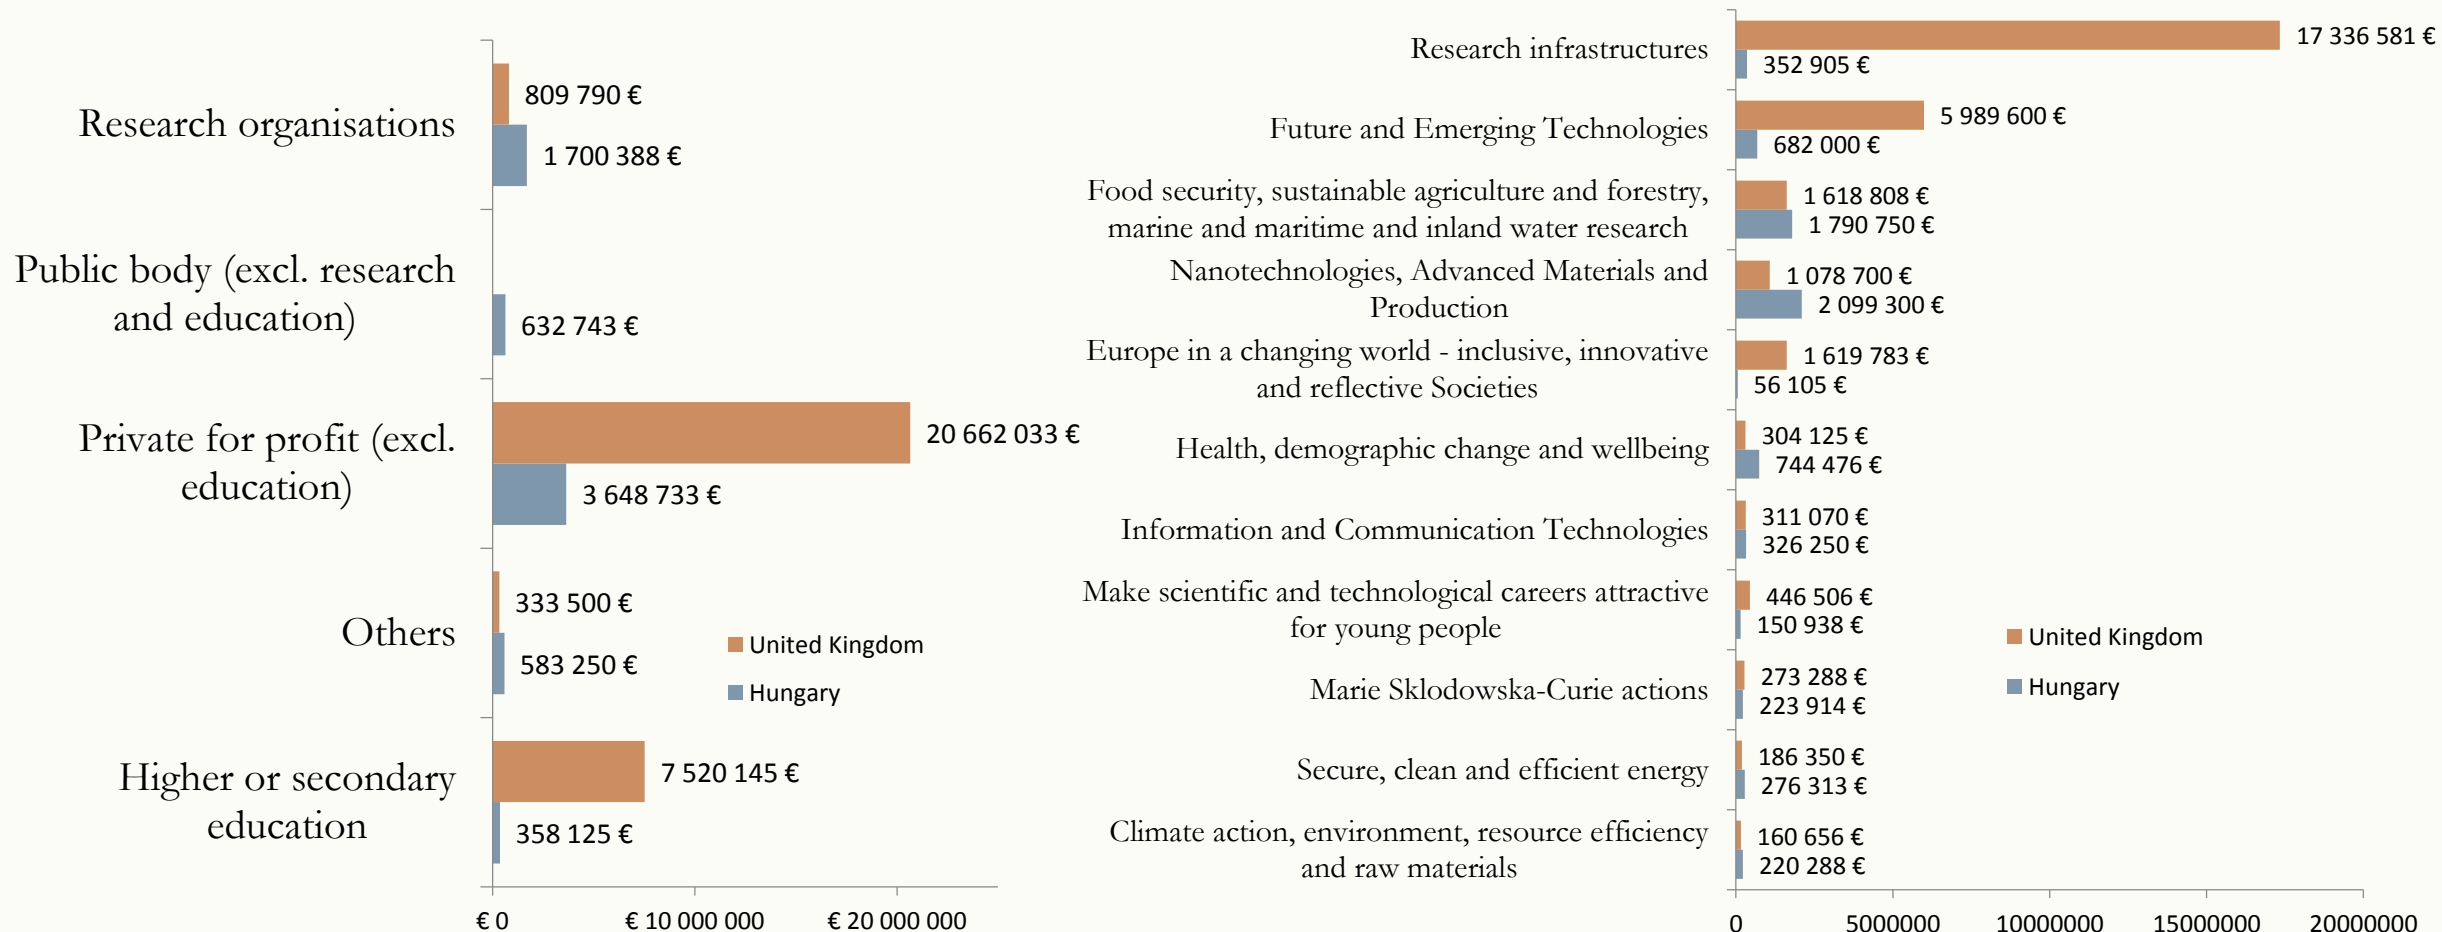 Research organisations
809 790 €
1 700 388 €
Public body (excl. research
and education)
632 743 €
Private for profit (excl.
education)
20 662 033 €
3 648 733 €
Others
333 500 €
583 250 €
Higher or secondary
education
7 520 145 €
358 125 €
United Kingdom
Hungary
€ 0
€ 10 000 000
€ 20 000 000
Research infrastructures
17 336 581 €
352 905 €
Future and Emerging Technologies
5 989 600 €
682 000 €
Food security, sustainable agriculture and forestry,
marine and maritime and inland water research
1 618 808 €
1 790 750 €
Nanotechnologies, Advanced Materials and
Production
1 078 700 €
2 099 300 €
Europe in a changing world - inclusive, innovative
and reflective Societies
1 619 783 €
56 105 €
Health, demographic change and wellbeing
304 125 €
744 476 €
Information and Communication Technologies
311 070 €
326 250 €
Make scientific and technological careers attractive
for young people
446 506 €
150 938 €
Marie Sklodowska-Curie actions
273 288 €
223 914 €
Secure, clean and efficient energy
186 350 €
276 313 €
Climate action, environment, resource efficiency
and raw materials
160 656 €
220 288 €
United Kingdom
Hungary
0
5000000
10000000
15000000
20000000